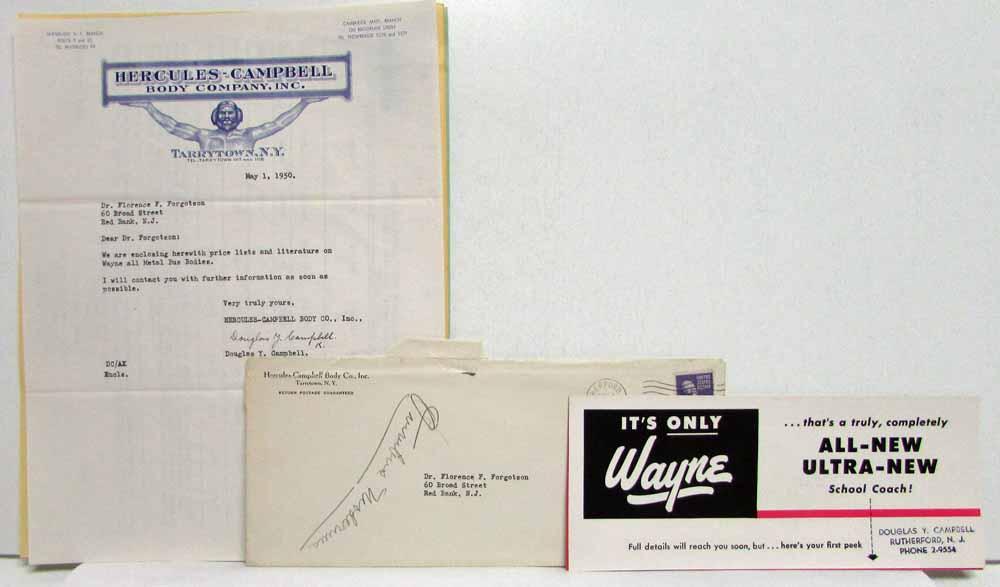 HERCULES-CAMPBELL
BODY COMPANY, INC.
TARRYTOWN, N.Y.
May 1, 1950.
Dr. Florence F. Forgotson
60 Broad Street
Red Bank, N.J.
Dear Dr. Forgotson:
We are enclosing herewith price lists and literature on
Wayne all Metal Bus Bodies.
I will contact you with further information as soon as
possible.
Very truly yours,
HERCULES-CAMPBELL BODY CO., Inc.,
Douglas Y. Campbell.
K.
Douglas Y. Campbell.
DC/AK
Encls.
Hercules-Campbell Body Co., Inc.
Tarrytown, N. Y.
RETURN POSTAGE GUARANTEED
Dr. Florence F. Forgotson
60 Broad Street
Red Bank, N.J.
IT'S ONLY
Wayne
...that's a truly, completely
ALL-NEW
ULTRA-NEW
School Coach!
Full details will reach you soon, but... here's your first peek
DOUGLAS Y. CAMPBELL
RUTHERFORD, N. J.
PHONE 2-9554